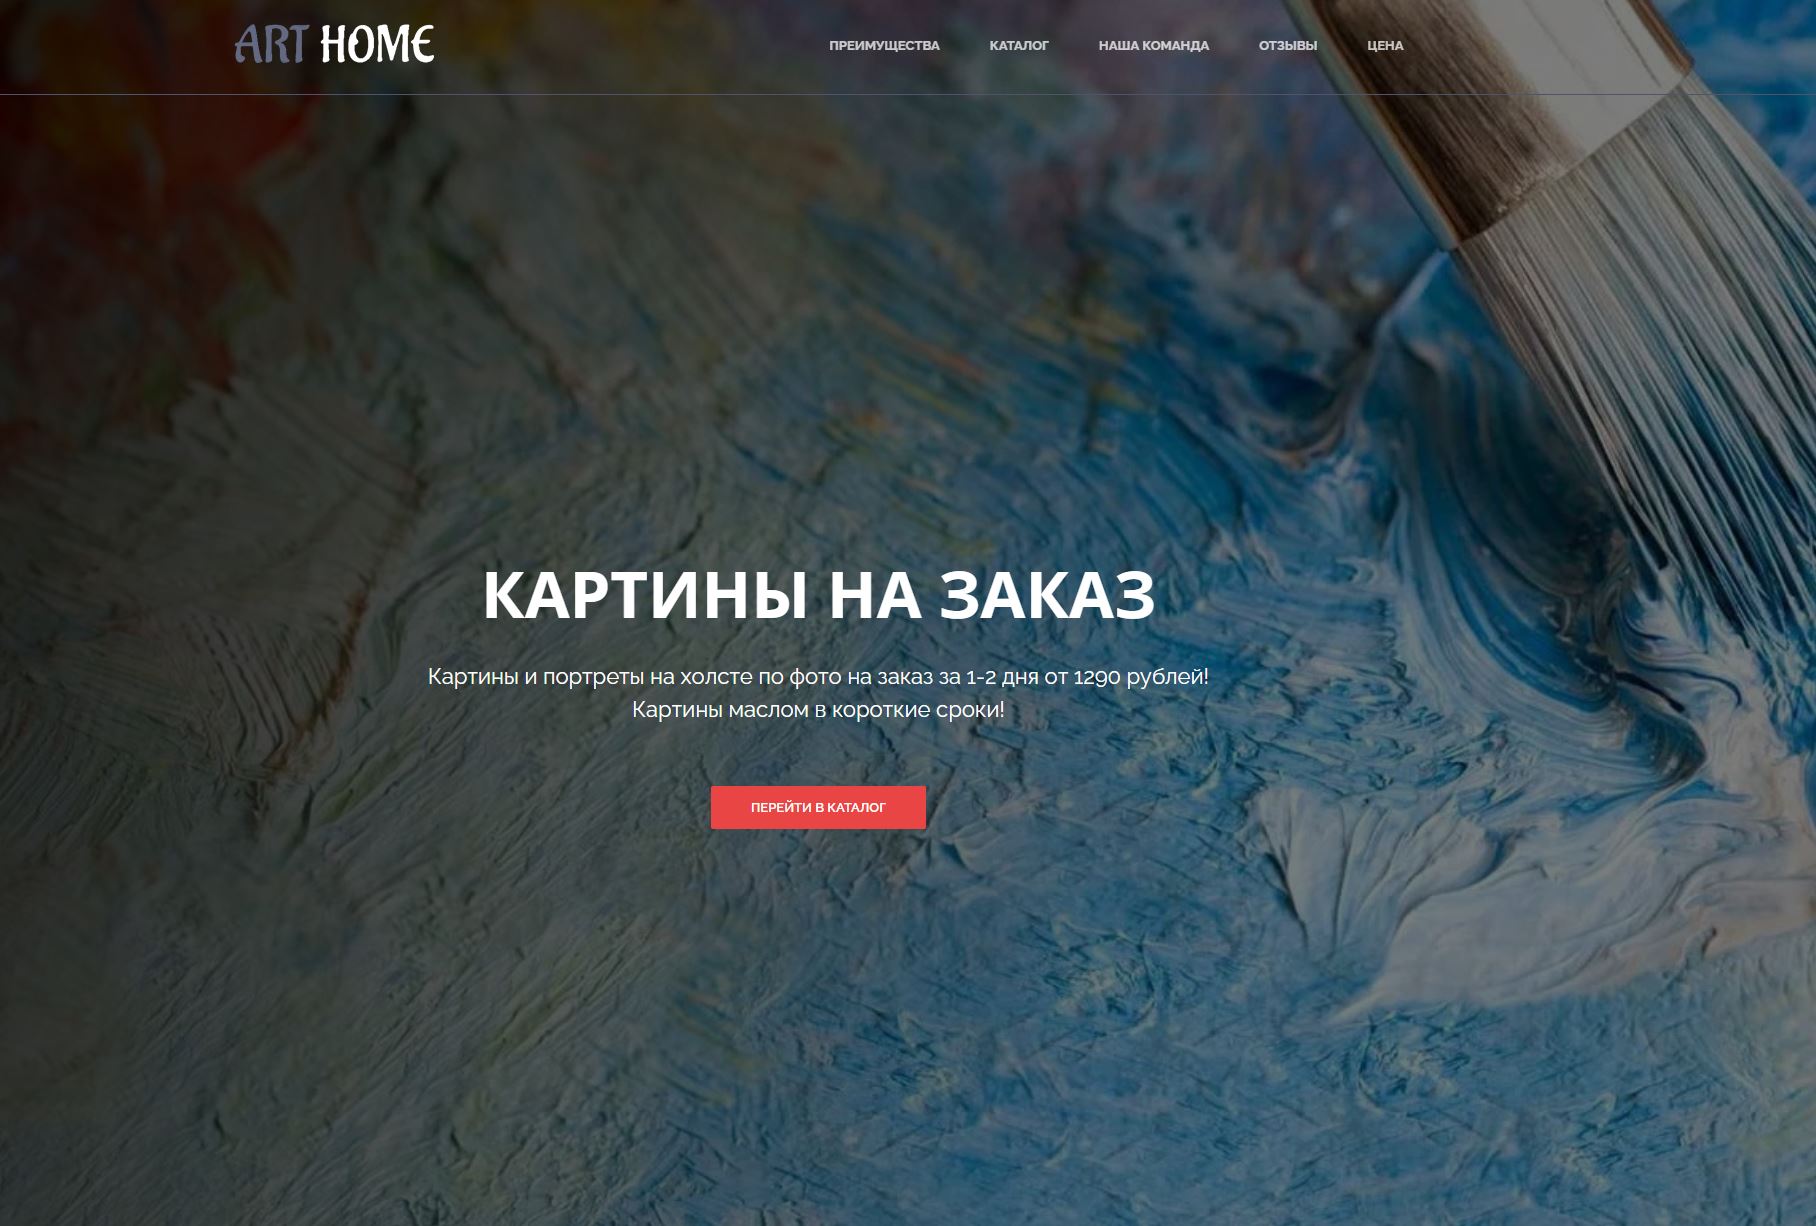 ART HOME
ПРЕИМУЩЕСТВА КАТАЛОГ НАША КОМАНДА ОТЗЫВЫ ЦЕНА
КАРТИНЫ НА ЗАКАЗ
Картины и портреты на холсте по фото на заказ за 1-2 дня от 1290 рублей!
Картины маслом в короткие сроки!
ПЕРЕЙТИ В КАТАЛОГ